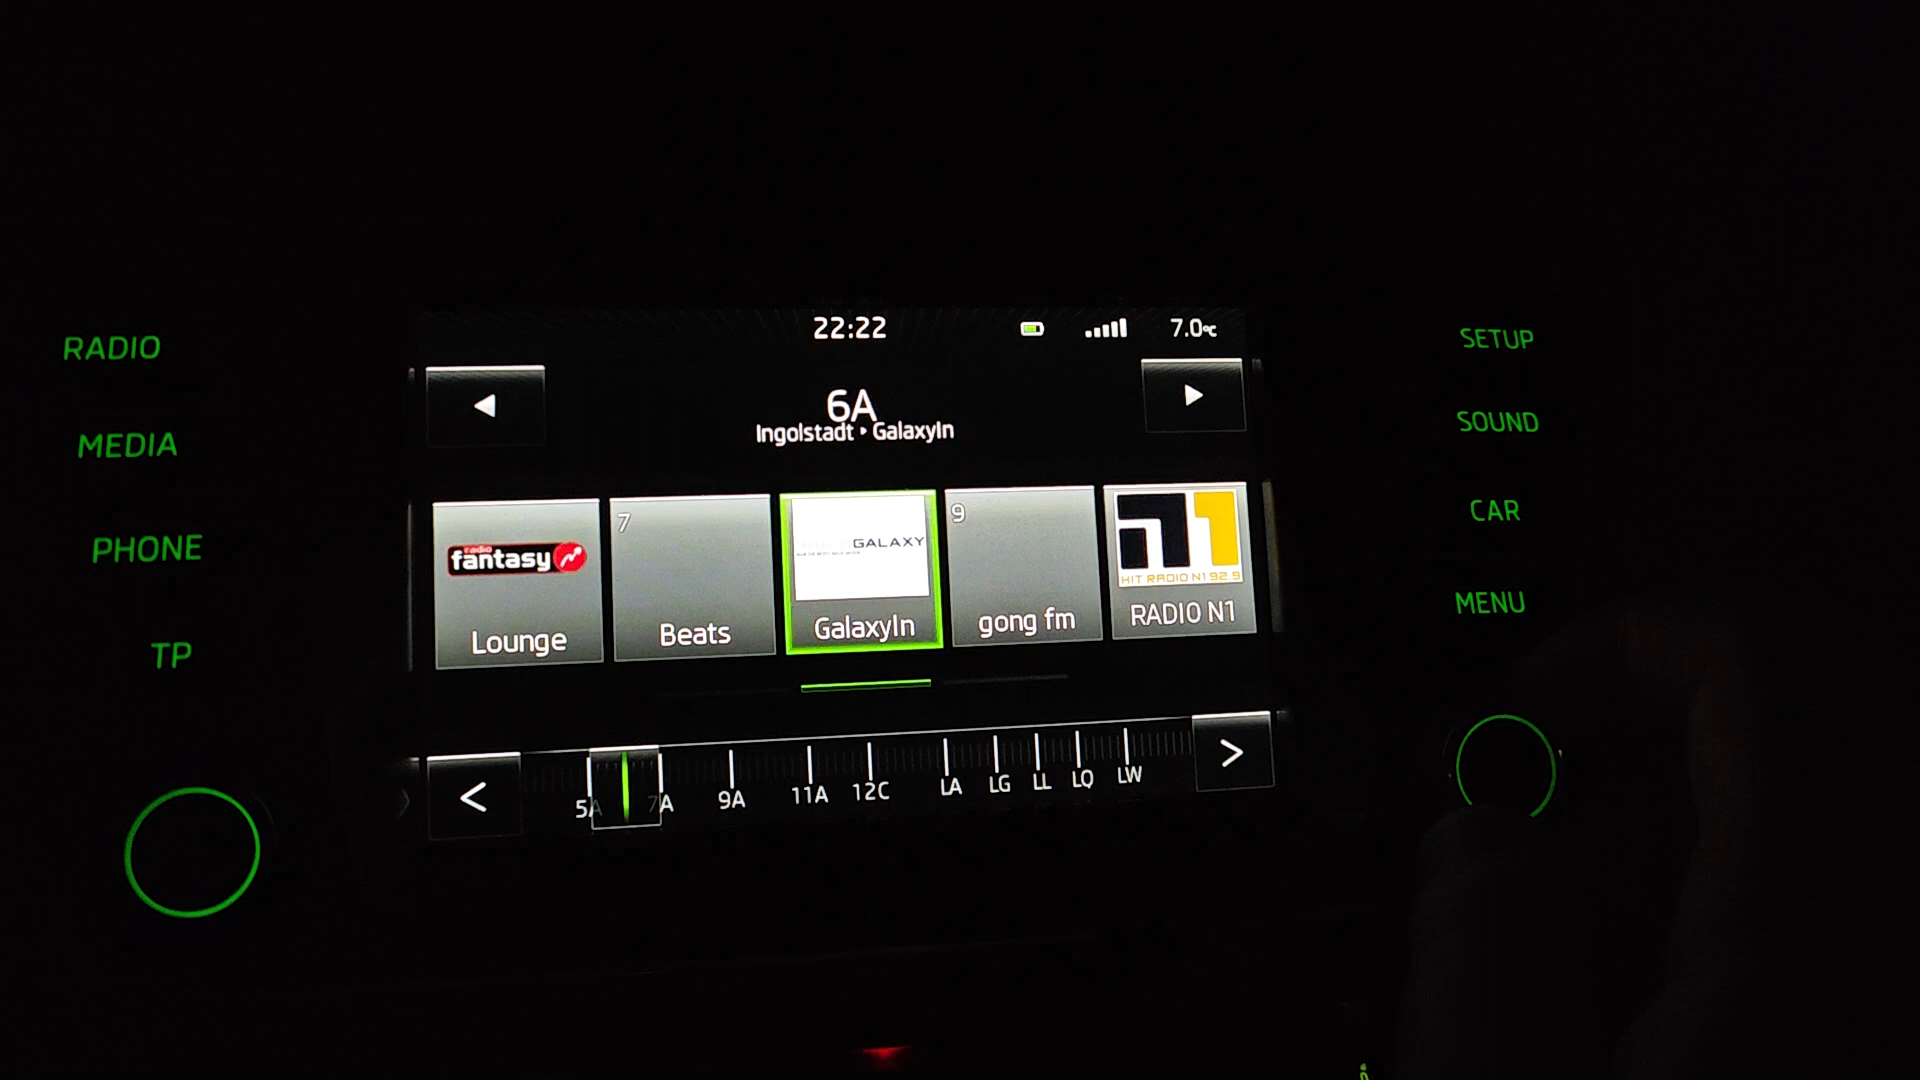 22:22
7.0°C
RADIO
MEDIA
PHONE
TP
6A
Ingolstadt • GalaxyIn
radio
fantasy
Lounge
7
Beats
GALAXY
GalaxyIn
9
gong fm
HIT RADIO N1 92.9
RADIO N1
5A 7A 9A 11A 12C LA LG LL LQ LW
SETUP
SOUND
CAR
MENU